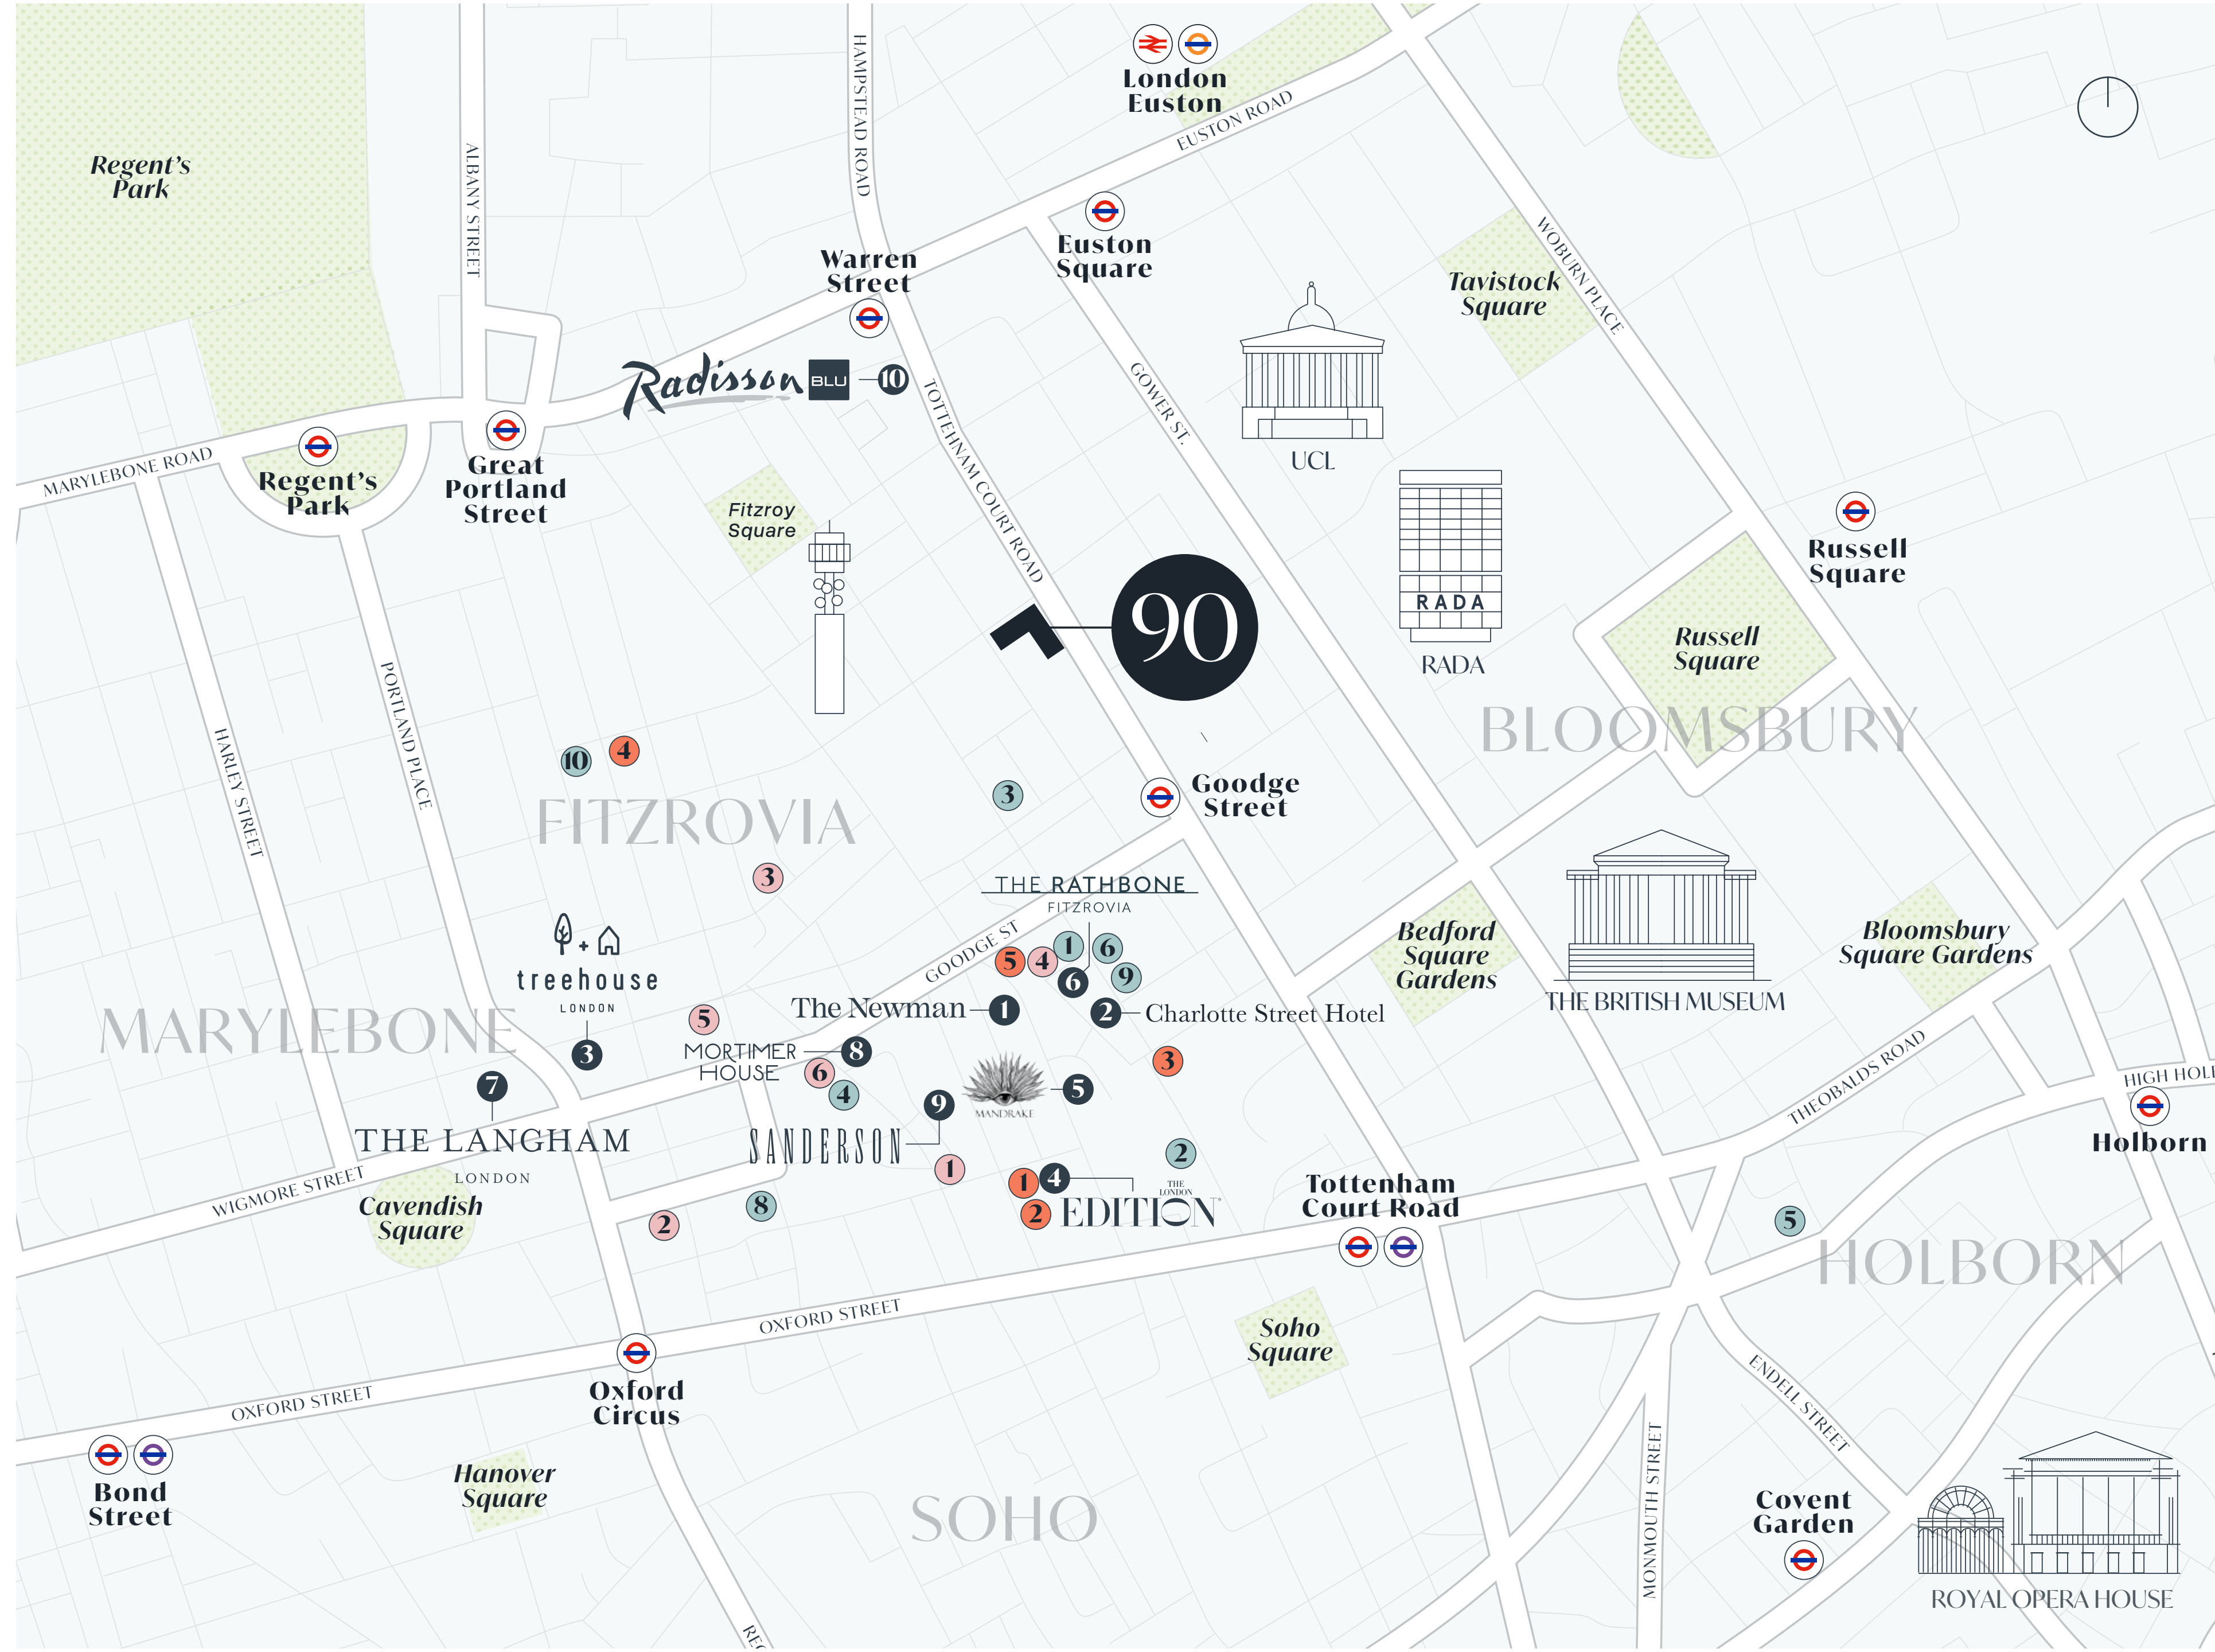 London
Euston
HAMPSTEAD ROAD
EUSTON ROAD
Regent's
Park
ALBANY STREET
Warren
Street
Euston
Square
Tavistock
Square
WOBURN PLACE
Radisson BLU
10
TOTTEHNAM COURT ROAD
GOWER ST.
UCL
MARYLEBONE ROAD
Regent's
Park
Great
Portland
Street
Fitzroy
Square
RADA
RADA
Russell
Square
Russell
Square
90
HARLEY STREET
PORTLAND PLACE
10
4
FITZROVIA
3
Goodge
Street
BLOOMSBURY
3
THE RATHBONE
FITZROVIA
GOODGE ST
5
4
1
6
9
6
Bedford
Square
Gardens
THE BRITISH MUSEUM
Bloomsbury
Square Gardens
treehouse
LONDON
3
MARYLEBONE
5
The Newman
1
2
Charlotte Street Hotel
MORTIMER
HOUSE
8
6
4
3
7
THE LANGHAM
LONDON
9
MANDRAKE
5
SANDERSON
1
2
THEOBALDS ROAD
HIGH HOL
Holborn
WIGMORE STREET
Cavendish
Square
2
8
1
4
2
THE
LONDON
EDITION
Tottenham
Court Road
5
HOLBORN
OXFORD STREET
Soho
Square
Oxford
Circus
OXFORD STREET
ENDELL STREET
Bond
Street
Hanover
Square
SOHO
MONMOUTH STREET
Covent
Garden
ROYAL OPERA HOUSE
REG